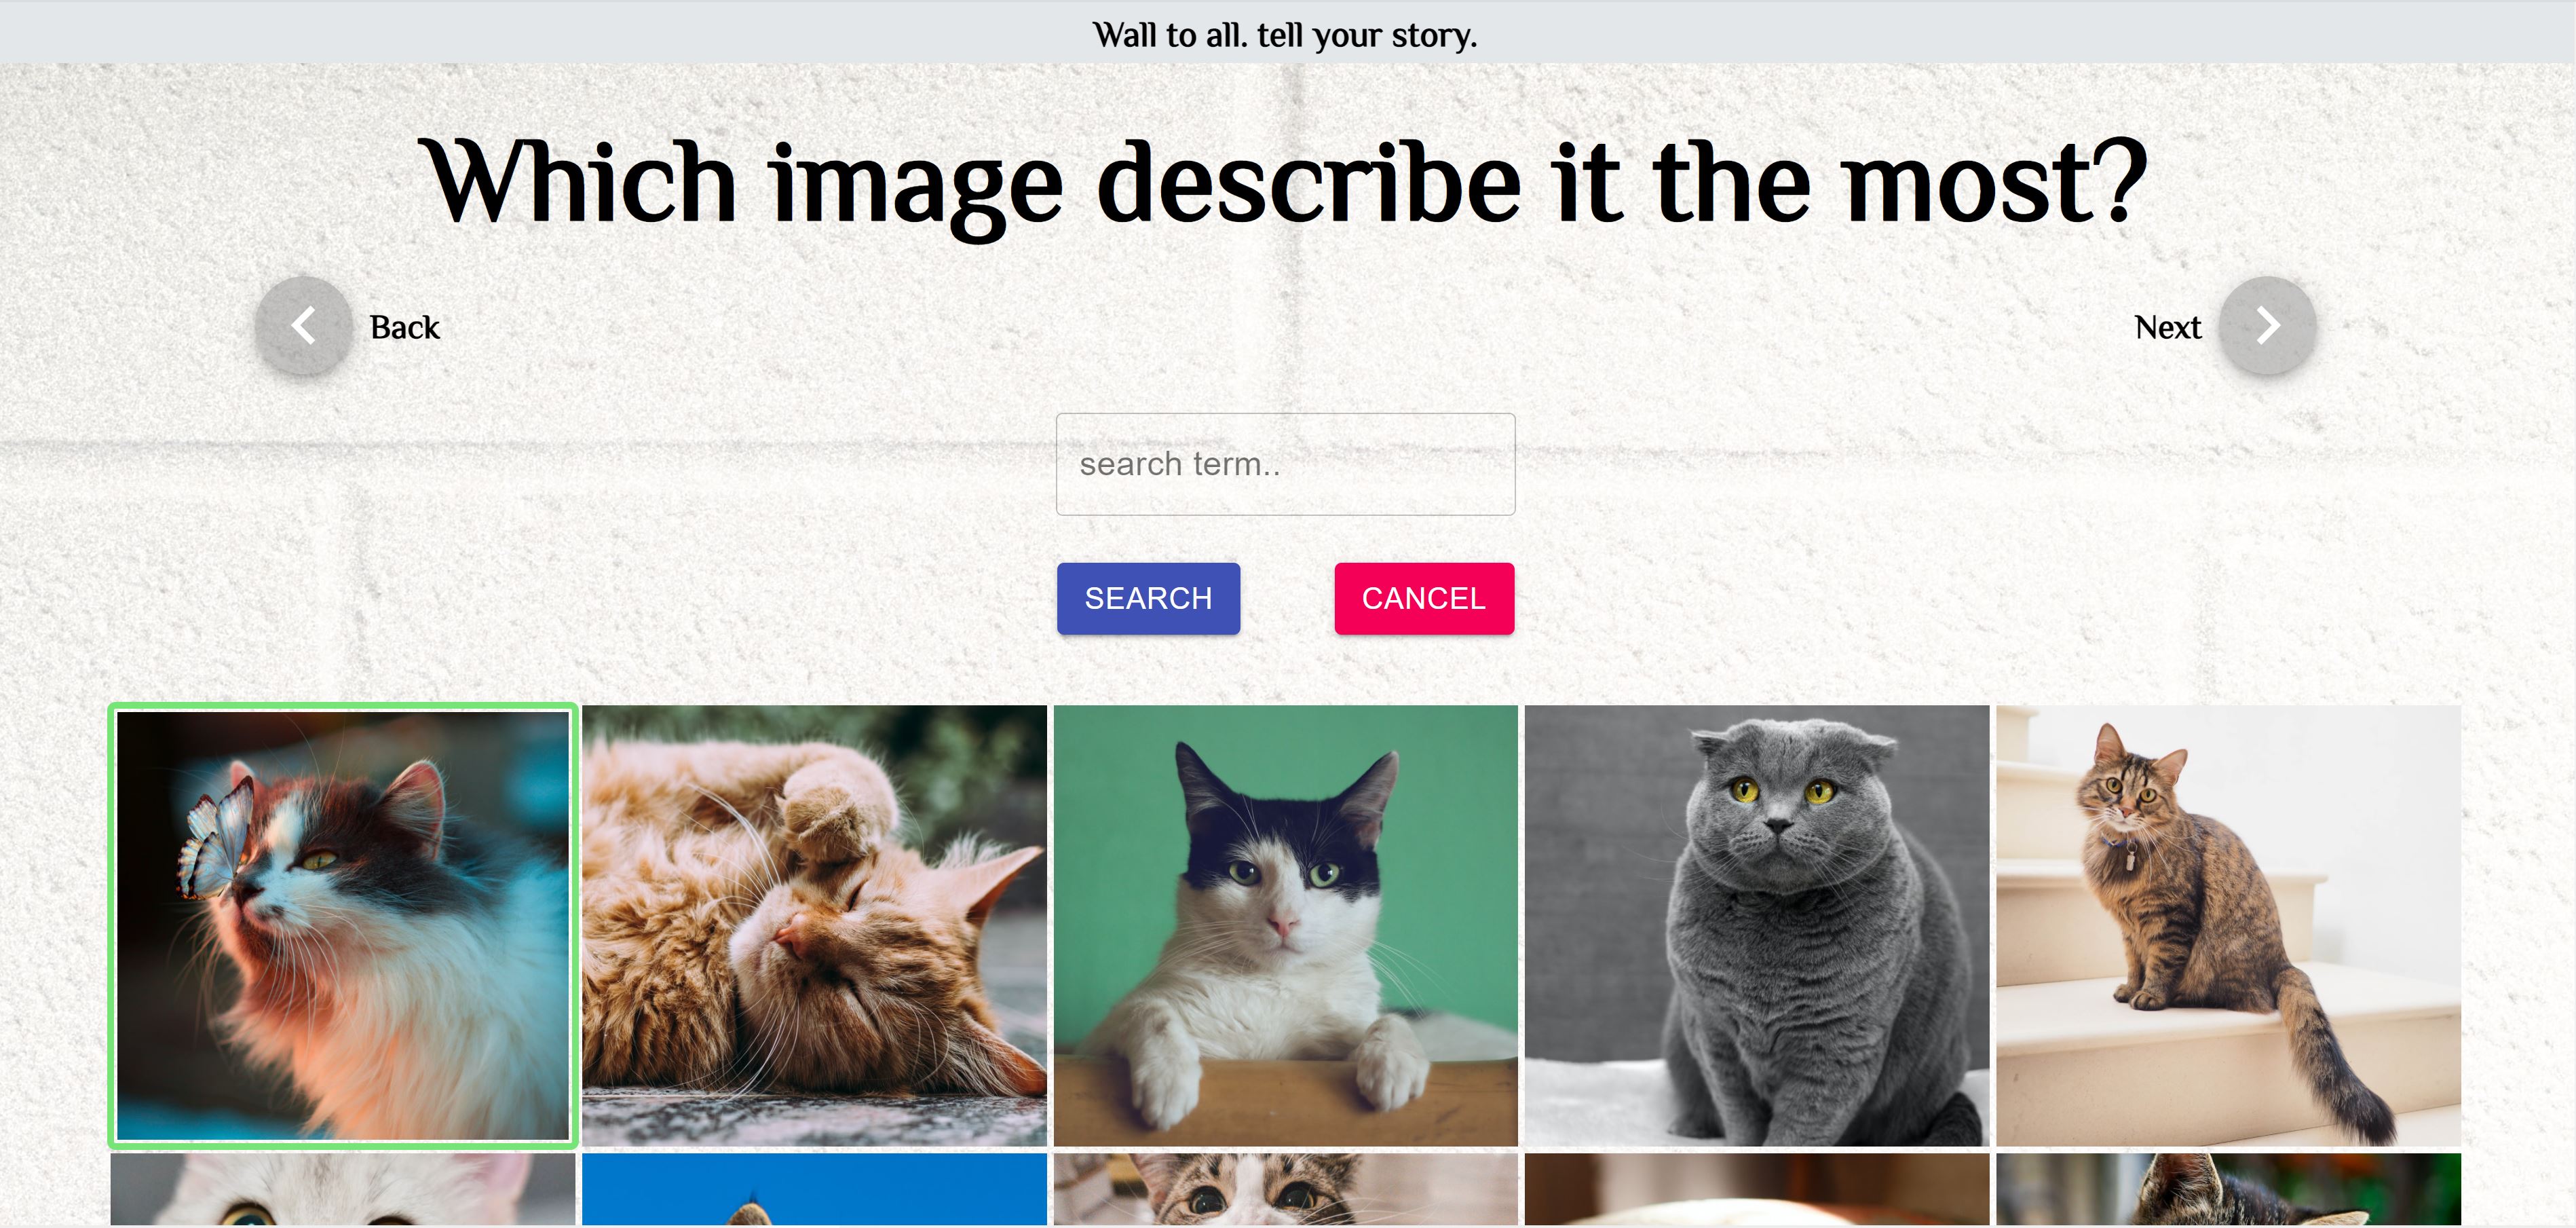 Wall to all. tell your story.
Which image describe it the most?
Back
Next
search term..
SEARCH
CANCEL